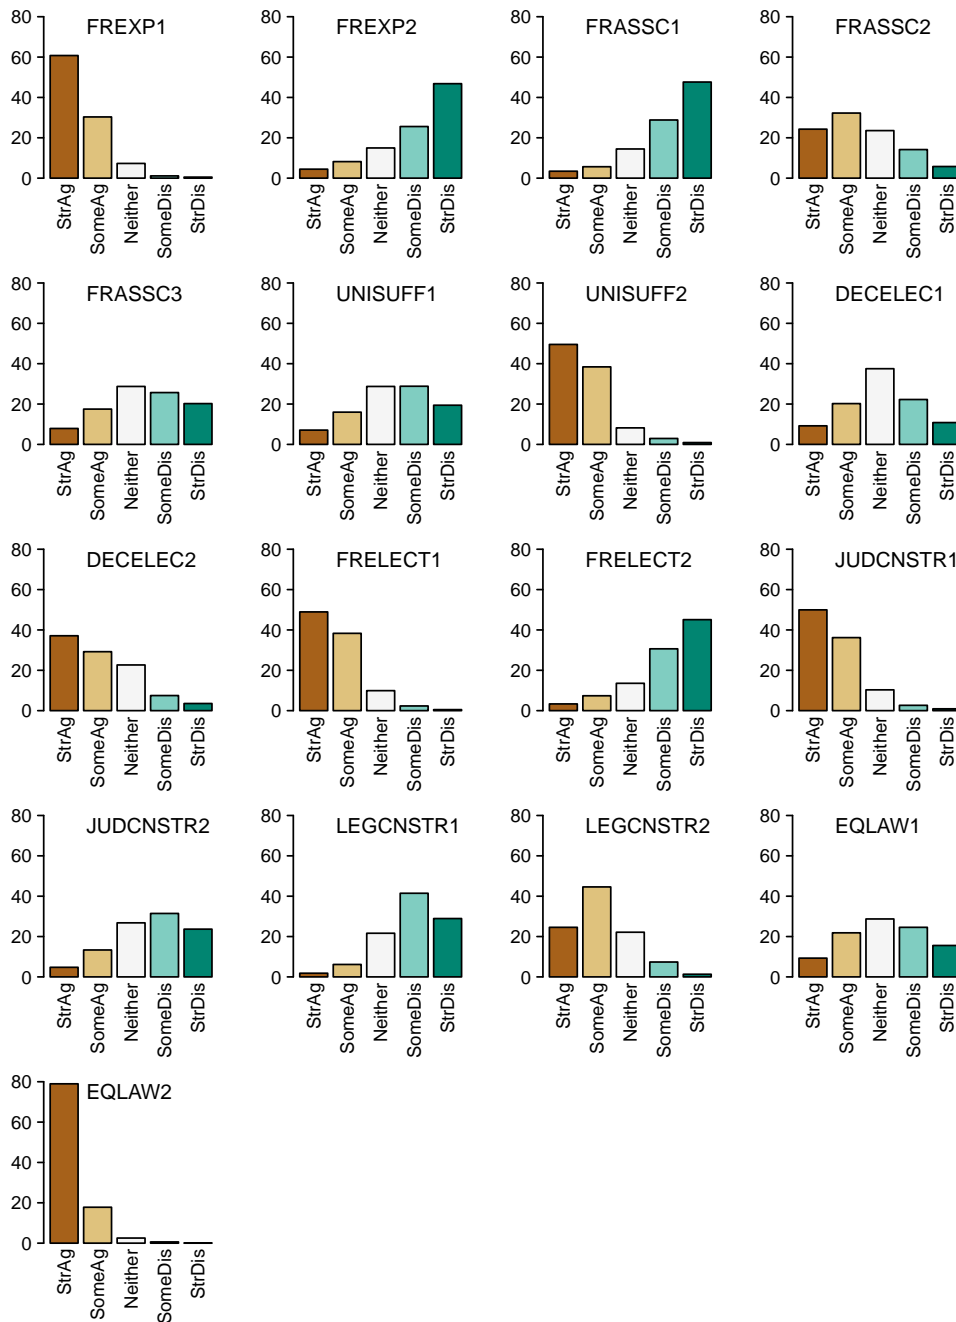 FREXP1
80
60
40
20
0
StrAg
SomeAg
Neither
SomeDis
StrDis
FREXP2
80
60
40
20
0
StrAg
SomeAg
Neither
SomeDis
StrDis
FRASSC1
80
60
40
20
0
StrAg
SomeAg
Neither
SomeDis
StrDis
FRASSC2
80
60
40
20
0
StrAg
SomeAg
Neither
SomeDis
StrDis
FRASSC3
80
60
40
20
0
StrAg
SomeAg
Neither
SomeDis
StrDis
UNISUFF1
80
60
40
20
0
StrAg
SomeAg
Neither
SomeDis
StrDis
UNISUFF2
80
60
40
20
0
StrAg
SomeAg
Neither
SomeDis
StrDis
DECELEC1
80
60
40
20
0
StrAg
SomeAg
Neither
SomeDis
StrDis
DECELEC2
80
60
40
20
0
StrAg
SomeAg
Neither
SomeDis
StrDis
FRELECT1
80
60
40
20
0
StrAg
SomeAg
Neither
SomeDis
StrDis
FRELECT2
80
60
40
20
0
StrAg
SomeAg
Neither
SomeDis
StrDis
JUDCNSTR1
80
60
40
20
0
StrAg
SomeAg
Neither
SomeDis
StrDis
JUDCNSTR2
80
60
40
20
0
StrAg
SomeAg
Neither
SomeDis
StrDis
LEGCNSTR1
80
60
40
20
0
StrAg
SomeAg
Neither
SomeDis
StrDis
LEGCNSTR2
80
60
40
20
0
StrAg
SomeAg
Neither
SomeDis
StrDis
EQLAW1
80
60
40
20
0
StrAg
SomeAg
Neither
SomeDis
StrDis
EQLAW2
80
60
40
20
0
StrAg
SomeAg
Neither
SomeDis
StrDis